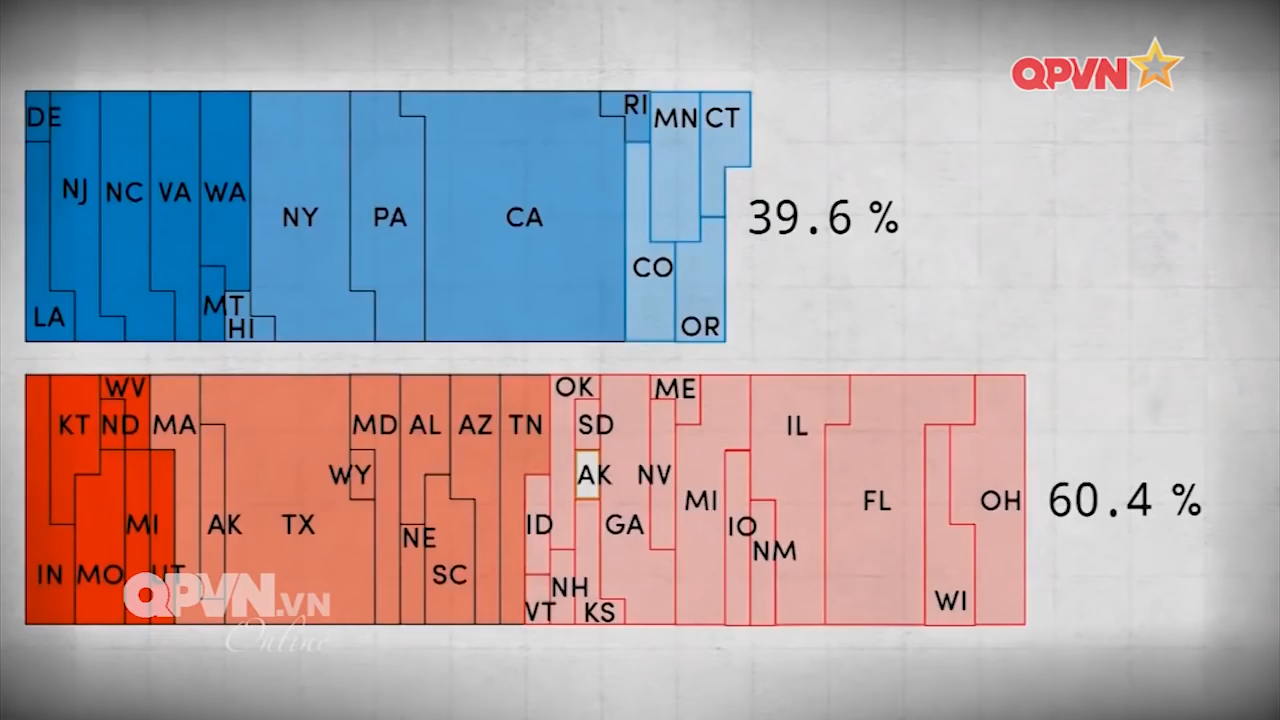 QPVN
DE
RI
MN
CT
NJ
NC
VA
WA
NY
PA
CA
39.6 %
CO
LA
MT
HI
OR
WV
OK
ME
KT
ND
MA
MD
AL
AZ
TN
SD
IL
WY
AK
NV
MI
AK
TX
NE
ID
GA
MI
IO
FL
OH
60.4 %
NM
IN
MO
UT
SC
NH
VT
KS
WI
QPVN.VN
Online